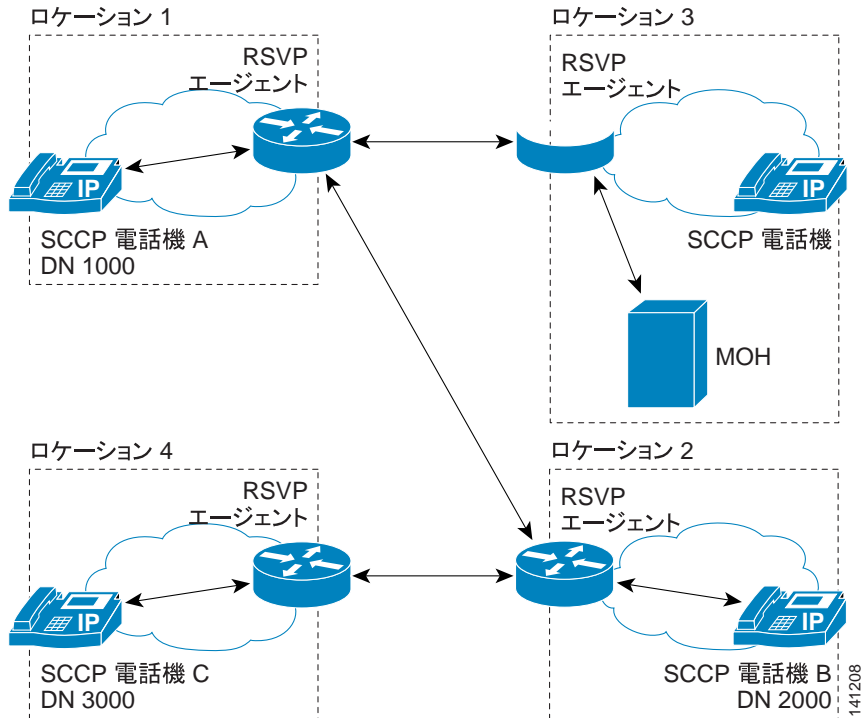 ロケーション 1
RSVP
エージェント
IP
SCCP 電話機 A
DN 1000
ロケーション 3
RSVP
エージェント
IP
SCCP 電話機
MOH
ロケーション 4
RSVP
エージェント
IP
SCCP 電話機 C
DN 3000
ロケーション 2
RSVP
エージェント
IP
SCCP 電話機 B
DN 2000
141208